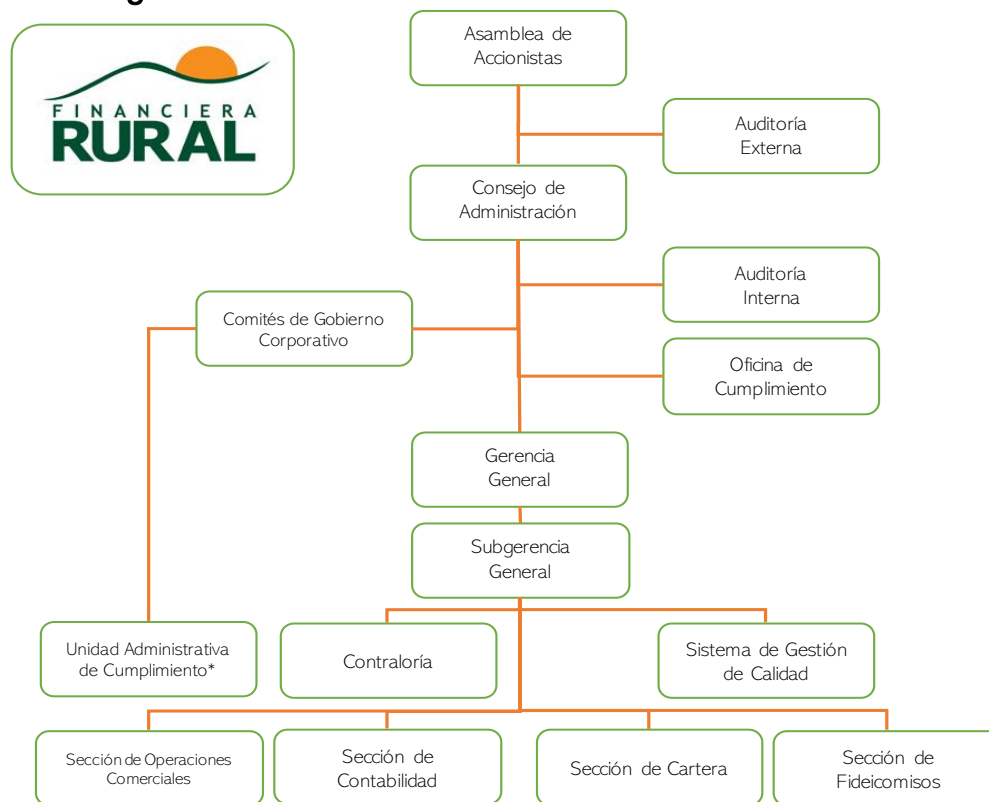 Asamblea de
Accionistas
FINANCIERA
RURAL
Auditoría
Externa
Consejo de
Administración
Auditoría
Interna
Comités de Gobierno
Corporativo
Oficina de
Cumplimiento
Gerencia
General
Subgerencia
General
Unidad Administrativa
de Cumplimiento*
Contraloría
Sistema de Gestión
de Calidad
Sección de Operaciones
Comerciales
Sección de
Contabilidad
Sección de Cartera
Sección de
Fideicomisos